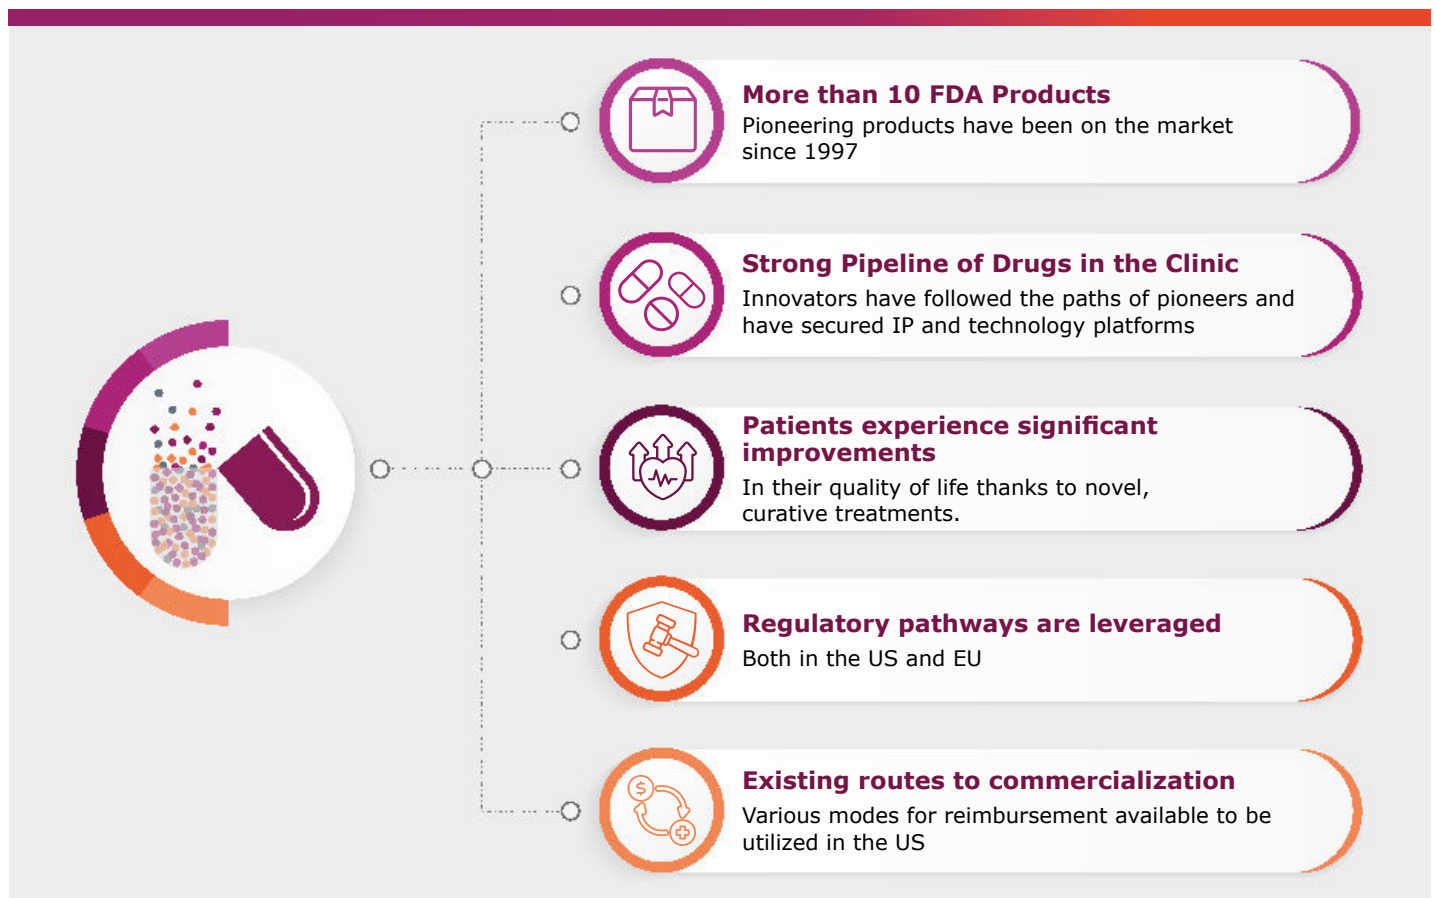 More than 10 FDA Products
Pioneering products have been on the market
since 1997
Strong Pipeline of Drugs in the Clinic
Innovators have followed the paths of pioneers and
have secured IP and technology platforms
Patients experience significant
improvements
In their quality of life thanks to novel,
curative treatments.
Regulatory pathways are leveraged
Both in the US and EU
Existing routes to commercialization
Various modes for reimbursement available to be
utilized in the US